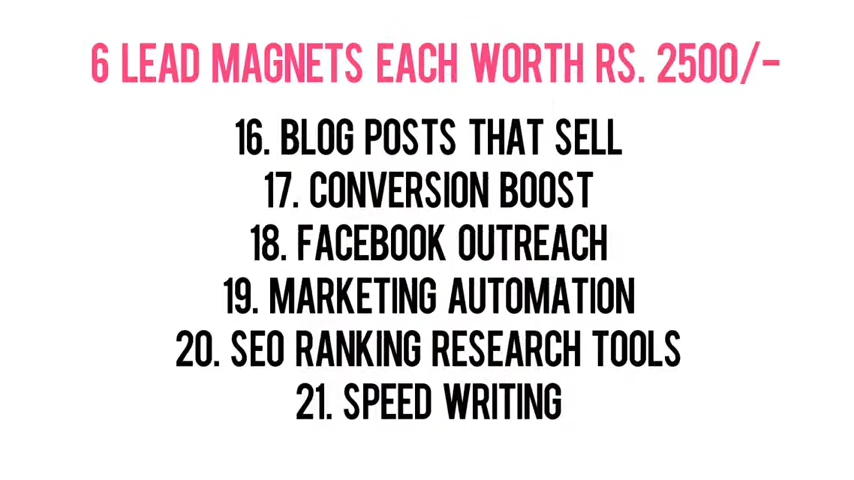 6 LEAD MAGNETS EACH WORTH RS. 2500/-
16. BLOG POSTS THAT SELL
17. CONVERSION BOOST
18. FACEBOOK OUTREACH
19. MARKETING AUTOMATION
20. SEO RANKING RESEARCH TOOLS
21. SPEED WRITING